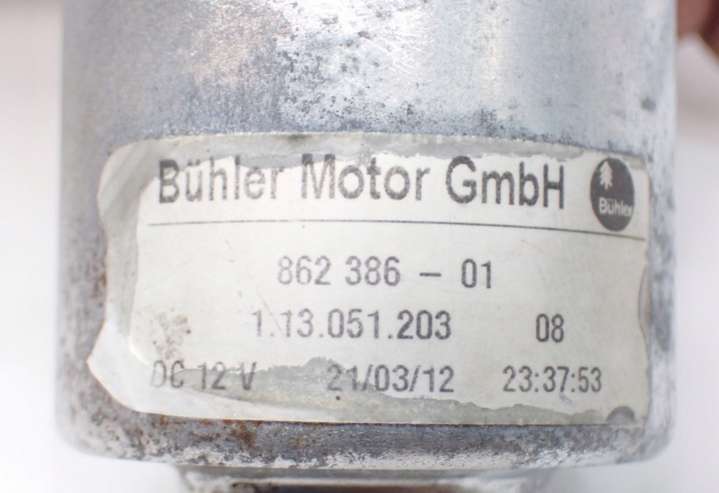 Bühler Motor GmbH
Bühler
862 386 - 01
1.13.051.203 08
DC 12 V 21/03/12 23:37:53